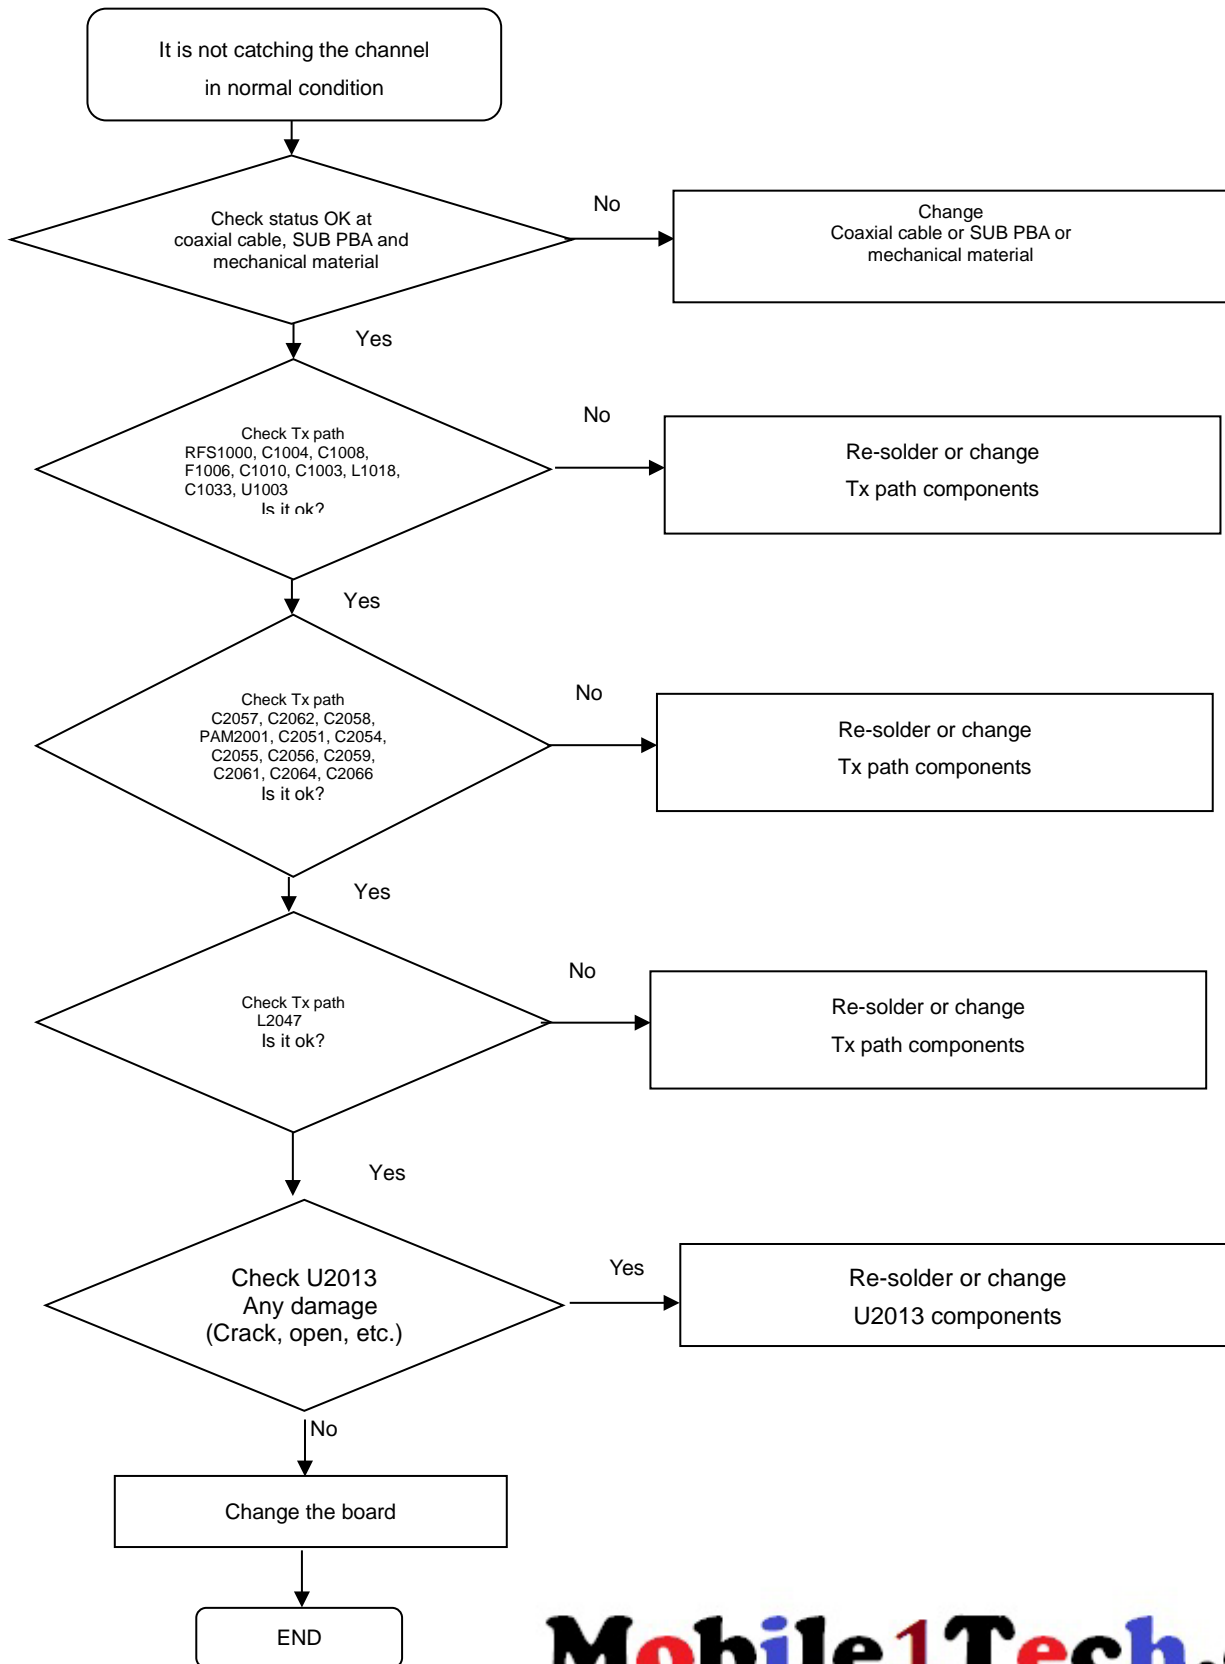 It is not catching the channel
in normal condition
Check status OK at
coaxial cable, SUB PBA and
mechanical material
No
Change
Coaxial cable or SUB PBA or
mechanical material
Yes
Check Tx path
RFS1000, C1004, C1008,
F1006, C1010, C1003, L1018,
C1033, U1003
Is it ok?
No
Re-solder or change
Tx path components
Yes
Check Tx path
C2057, C2062, C2058,
PAM2001, C2051, C2054,
C2055, C2056, C2059,
C2061, C2064, C2066
Is it ok?
No
Re-solder or change
Tx path components
Yes
Check Tx path
L2047
Is it ok?
No
Re-solder or change
Tx path components
Yes
Check U2013
Any damage
(Crack, open, etc.)
Yes
Re-solder or change
U2013 components
No
Change the board
END
Mobile1Tech.